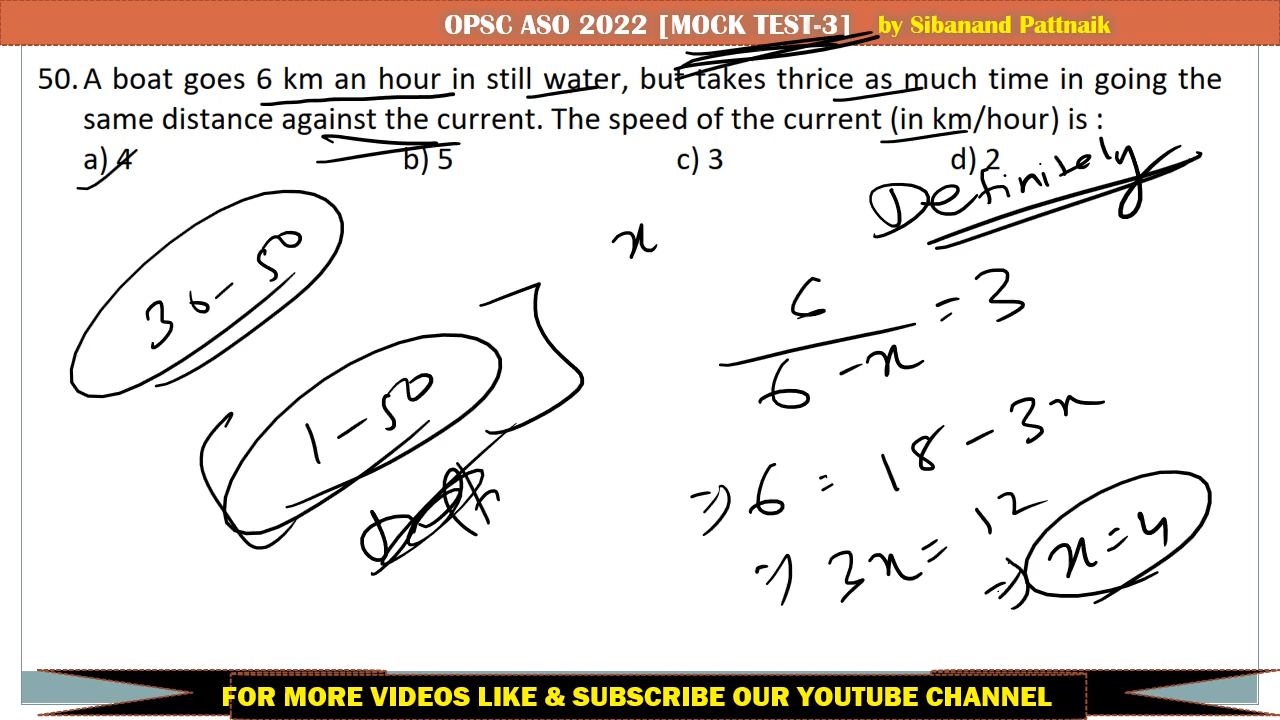 OPSC ASO 2022 [MOCK TEST-3] by Sibanand Pattnaik
50. A boat goes 6 km an hour in still water, but takes thrice as much time in going the
same distance against the current. The speed of the current (in km/hour) is :
a) 4 b) 5 c) 3 d) 2
Definitely
36-50
x
6/6-x = 3
1-50
⇒ 6 = 18-3x
⇒ 3x = 12
⇒ x=4
FOR MORE VIDEOS LIKE & SUBSCRIBE OUR YOUTUBE CHANNEL